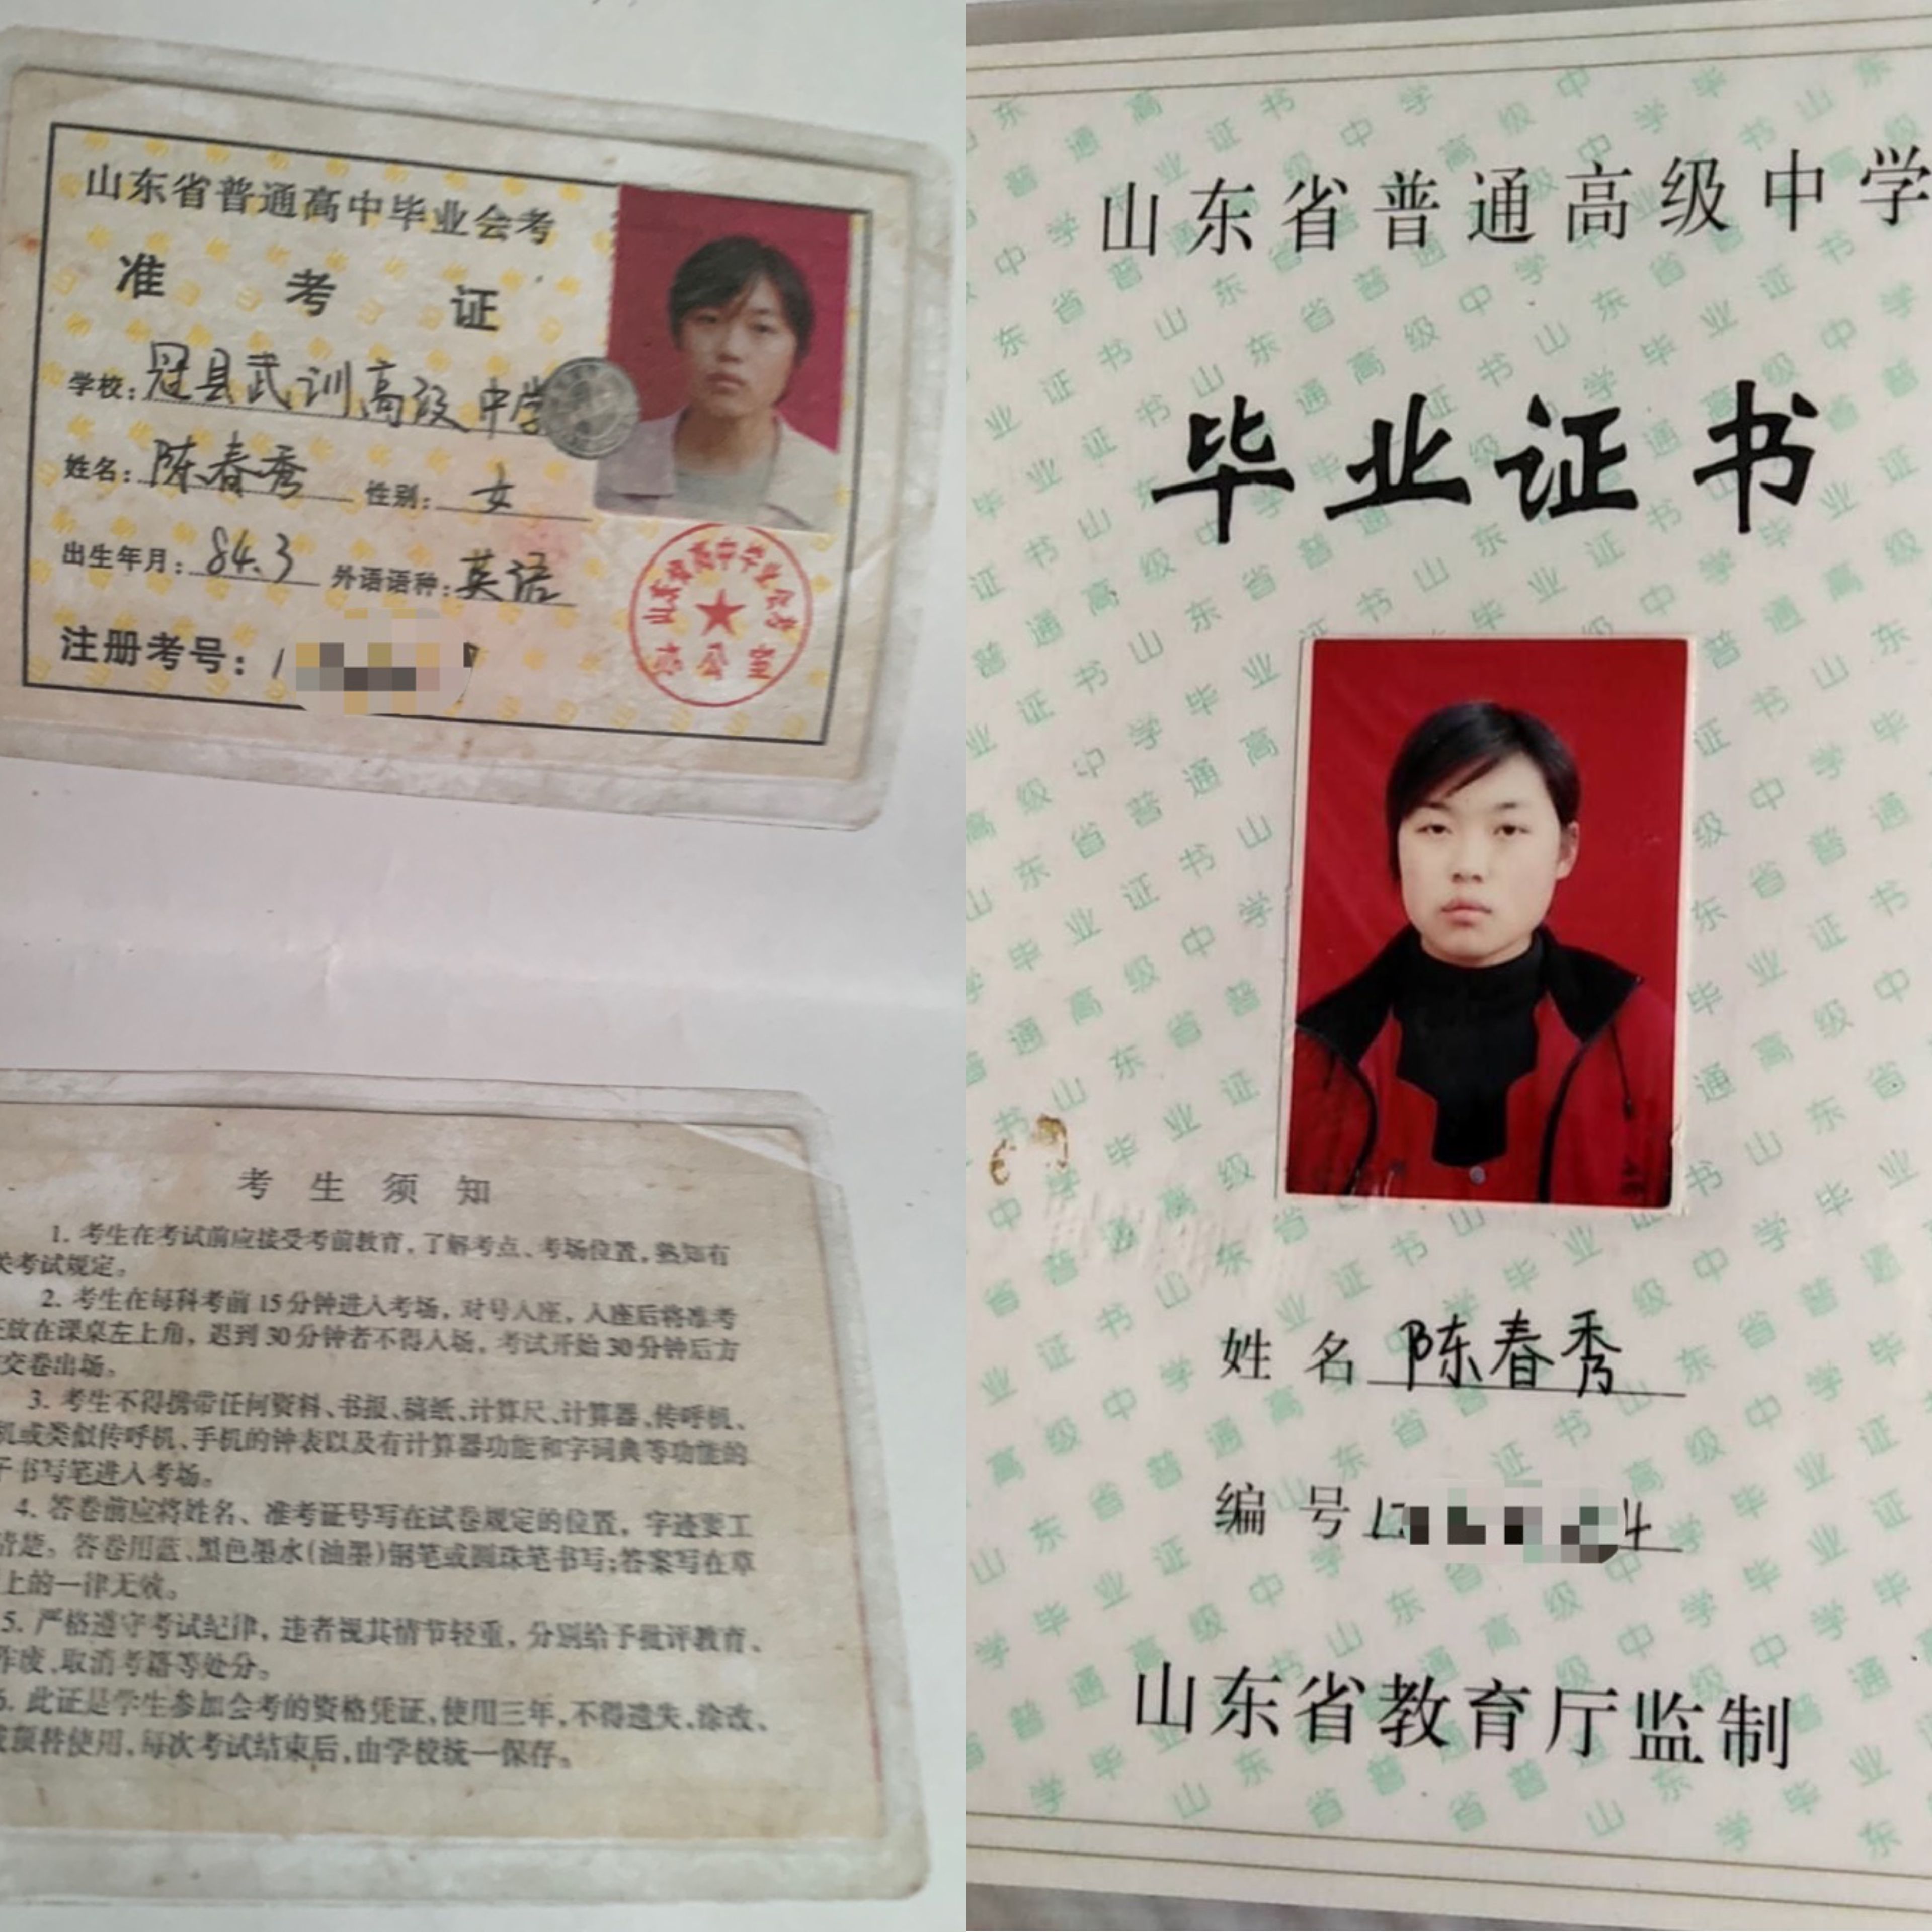 山东省普通高中毕业会考
准考证
学校:冠县武训高级中学
姓名:陈春秀 性别:女
出生年月:84.3 外语语种:英语
注册考号:
考生须知
1. 考生在考试前应接受考前教育,了解考点、考场位置,熟知有
关考试规定。
2. 考生在每科考前15分钟进入考场,对号入座,入座后将准考
证放在课桌左上角,迟到30分钟者不得入场,考试开始30分钟后方
交卷出场。
3. 考生不得携带任何资料、书报、稿纸、计算尺、计算器、传呼机、
机或类似传呼机、手机的钟表以及有计算器功能和字词典等功能的
子书写笔进入考场。
4. 答卷前应将姓名、准考证号写在试卷规定的位置,字迹要工
清楚。答卷用蓝、黑色墨水(油墨)钢笔或圆珠笔书写;答案写在草
上的一律无效。
5. 严格遵守考试纪律,违者视其情节轻重,分别给予批评教育、
作废、取消考籍等处分。
6. 此证是学生参加会考的资格凭证,使用三年,不得遗失、涂改、
或顶替使用,每次考试结束后,由学校统一保存。
山东省普通高级中学
毕业证书
姓名 陈春秀
编号
山东省教育厅监制